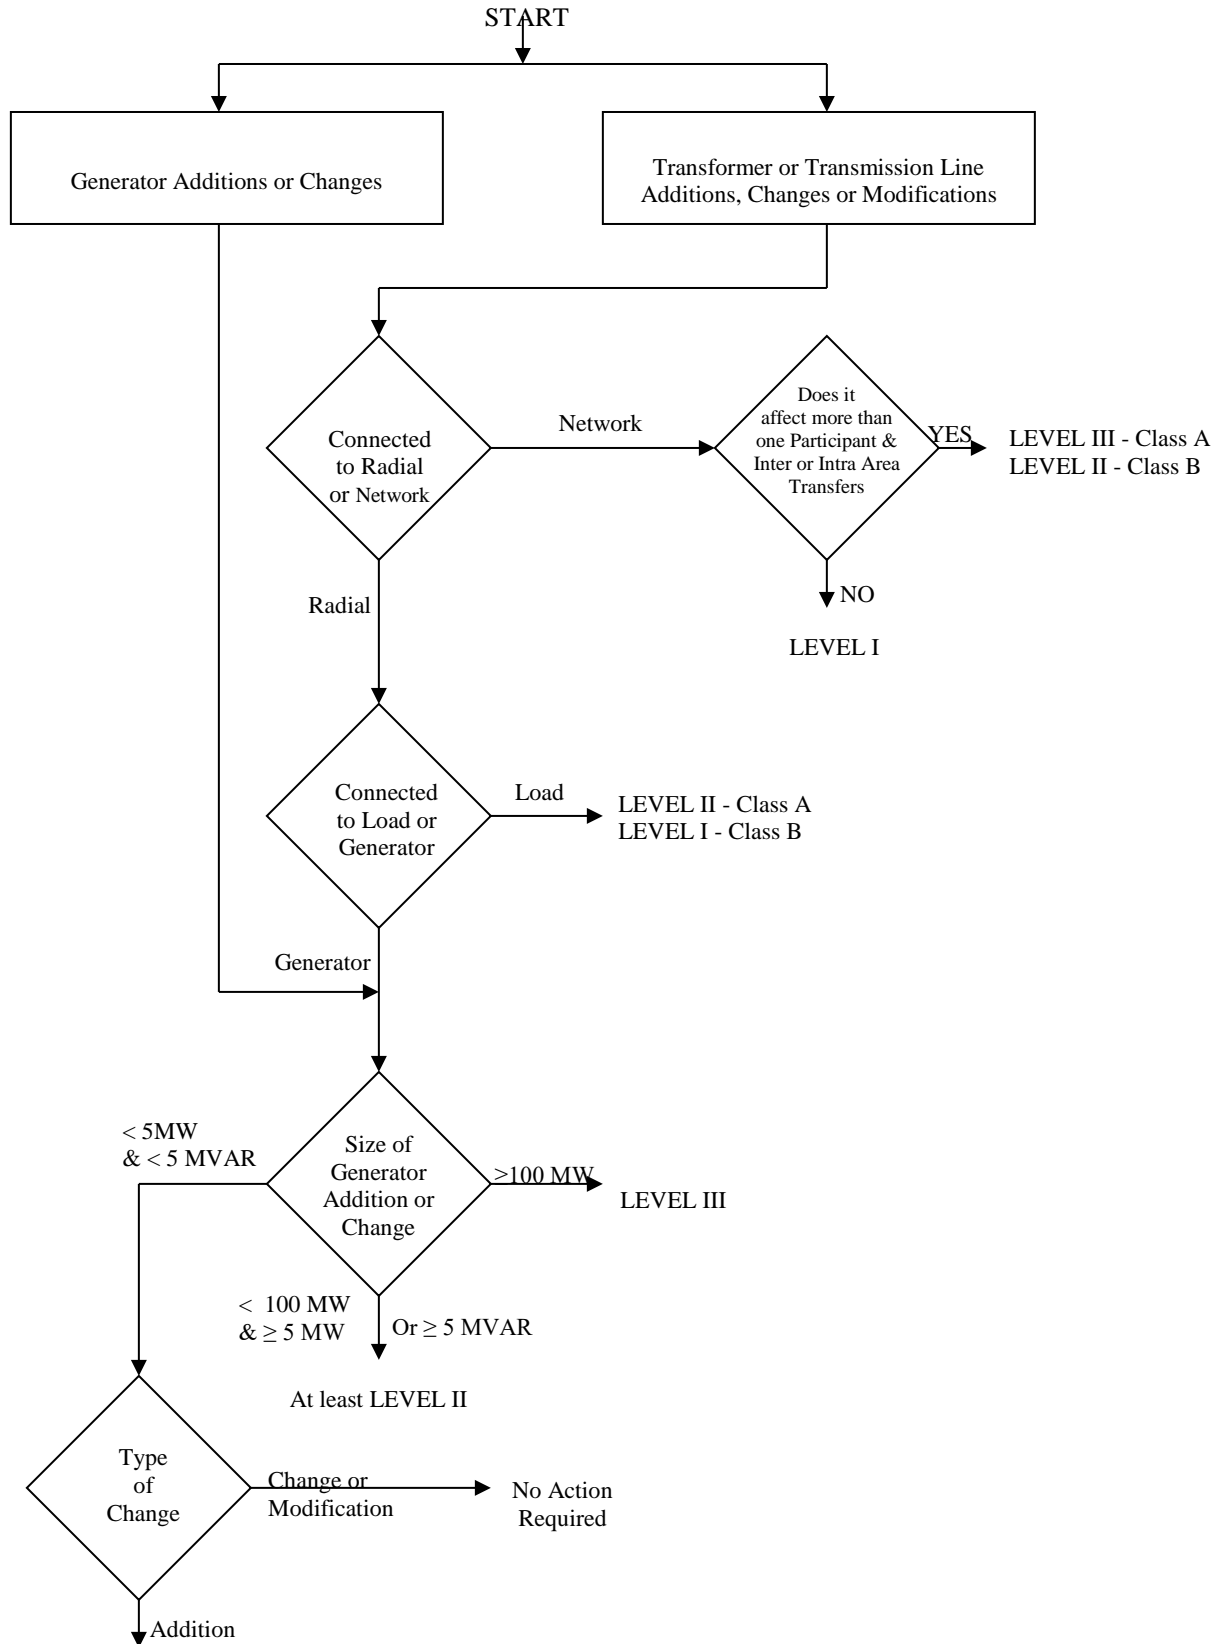 START
Generator Additions or Changes
Transformer or Transmission Line
Additions, Changes or Modifications
Connected
to Radial
or Network
Network
Does it
affect more than
one Participant &
Inter or Intra Area
Transfers
YES
LEVEL III - Class A
LEVEL II - Class B
NO
LEVEL I
Radial
Connected
to Load or
Generator
Load
LEVEL II - Class A
LEVEL I - Class B
Generator
< 5MW
& < 5 MVAR
Size of
Generator
Addition or
Change
>100 MW
LEVEL III
< 100 MW
& ≥ 5 MW
Or ≥ 5 MVAR
At least LEVEL II
Type
of
Change
Change or
Modification
No Action
Required
Addition